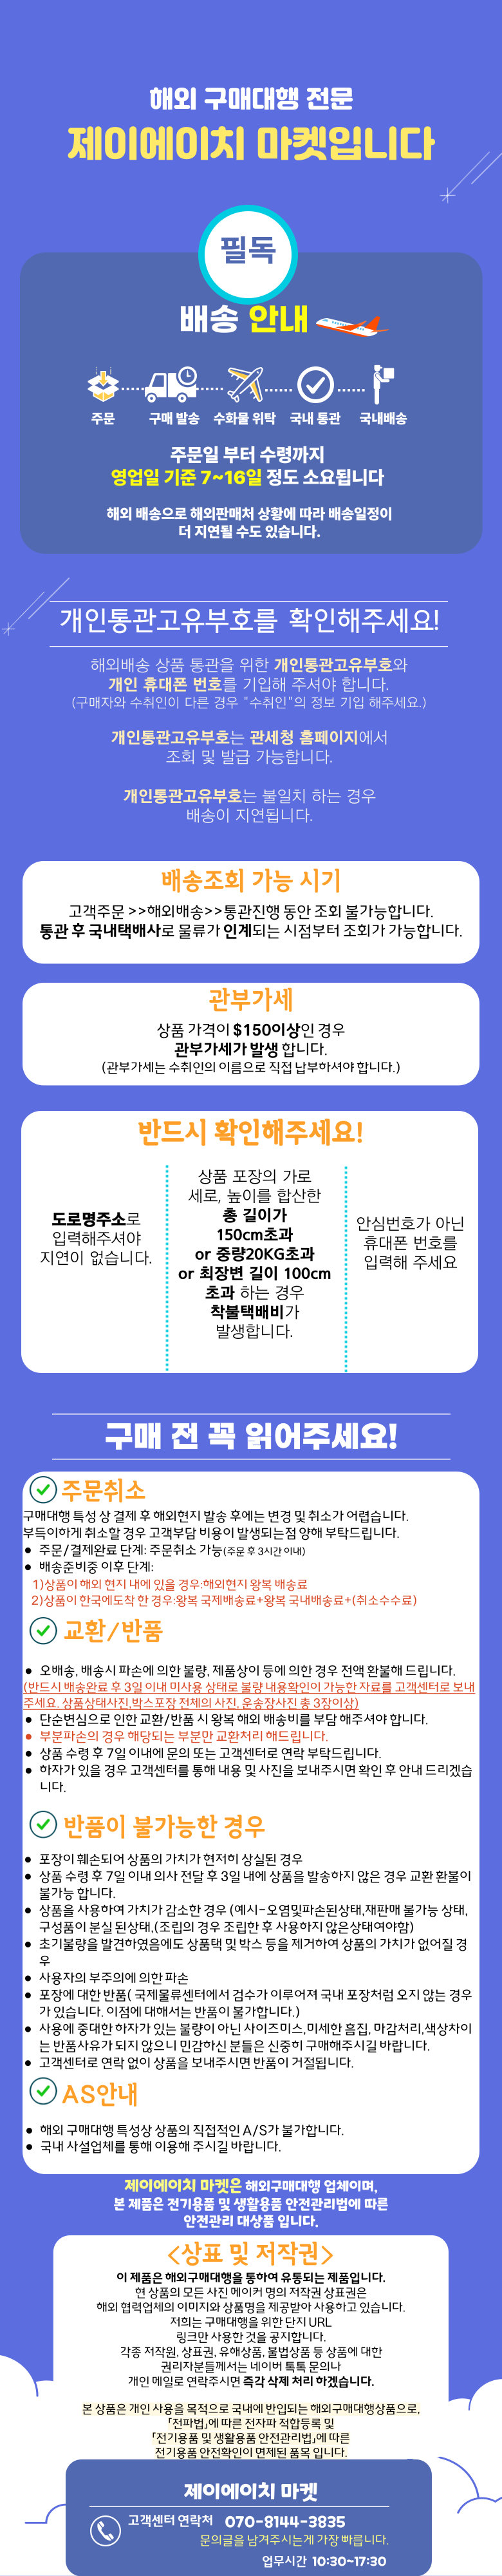 해외 구매대행 전문
제이에이치 마켓입니다
필독
배송 안내
주문 구매 발송 수화물 위탁 국내 통관 국내배송
주문일 부터 수령까지
영업일 기준 7~16일 정도 소요됩니다
해외 배송으로 해외판매처 상황에 따라 배송일정이
더 지연될 수도 있습니다.
개인통관고유부호를 확인해주세요!
해외배송 상품 통관을 위한 개인통관고유부호와
개인 휴대폰 번호를 기입해 주셔야 합니다.
(구매자와 수취인이 다른 경우 "수취인"의 정보 기입 해주세요.)
개인통관고유부호는 관세청 홈페이지에서
조회 및 발급 가능합니다.
개인통관고유부호는 불일치 하는 경우
배송이 지연됩니다.
배송조회 가능 시기
고객주문 >>해외배송>>통관진행 동안 조회 불가능합니다.
통관 후 국내택배사로 물류가 인계되는 시점부터 조회가 가능합니다.
관부가세
상품 가격이 $150이상인 경우
관부가세가 발생 합니다.
(관부가세는 수취인의 이름으로 직접 납부하셔야 합니다.)
반드시 확인해주세요!
도로명주소로
입력해주셔야
지연이 없습니다.
상품 포장의 가로
세로, 높이를 합산한
총 길이가
150cm초과
or 중량20KG초과
or 최장변 길이 100cm
초과 하는 경우
착불택배비가
발생합니다.
안심번호가 아닌
휴대폰 번호를
입력해 주세요
구매 전 꼭 읽어주세요!
주문취소
구매대행 특성 상 결제 후 해외현지 발송 후에는 변경 및 취소가 어렵습니다.
부득이하게 취소할 경우 고객부담 비용이 발생되는점 양해 부탁드립니다.
● 주문/결제완료 단계: 주문취소 가능(주문 후 3시간 이내)
● 배송준비중 이후 단계:
1)상품이 해외 현지 내에 있을 경우:해외현지 왕복 배송료
2)상품이 한국에도착 한 경우:왕복 국제배송료+왕복 국내배송료+(취소수수료)
교환/반품
● 오배송, 배송시 파손에 의한 불량, 제품상이 등에 의한 경우 전액 환불해 드립니다.
(반드시 배송완료 후 3일 이내 미사용 상태로 불량 내용확인이 가능한 자료를 고객센터로 보내
주세요. 상품상태사진,박스포장 전체의 사진, 운송장사진 총 3장이상)
● 단순변심으로 인한 교환/반품 시 왕복 해외 배송비를 부담 해주셔야 합니다.
● 부분파손의 경우 해당되는 부분만 교환처리 해드립니다.
● 상품 수령 후 7일 이내에 문의 또는 고객센터로 연락 부탁드립니다.
● 하자가 있을 경우 고객센터를 통해 내용 및 사진을 보내주시면 확인 후 안내 드리겠습
니다.
반품이 불가능한 경우
● 포장이 훼손되어 상품의 가치가 현저히 상실된 경우
● 상품 수령 후 7일 이내 의사 전달 후 3일 내에 상품을 발송하지 않은 경우 교환 환불이
불가능 합니다.
● 상품을 사용하여 가치가 감소한 경우 (예시-오염및파손된상태,재판매 불가능 상태,
구성품이 분실 된상태,(조립의 경우 조립한 후 사용하지 않은상태여야함)
● 초기불량을 발견하였음에도 상품택 및 박스 등을 제거하여 상품의 가치가 없어질 경
우
● 사용자의 부주의에 의한 파손
● 포장에 대한 반품( 국제물류센터에서 검수가 이루어져 국내 포장처럼 오지 않는 경우
가 있습니다. 이점에 대해서는 반품이 불가합니다.)
● 사용에 중대한 하자가 있는 불량이 아닌 사이즈미스,미세한 흠집, 마감처리,색상차이
는 반품사유가 되지 않으니 민감하신 분들은 신중히 구매해주시길 바랍니다.
● 고객센터로 연락 없이 상품을 보내주시면 반품이 거절됩니다.
AS안내
● 해외 구매대행 특성상 상품의 직접적인 A/S가 불가합니다.
● 국내 사설업체를 통해 이용해 주시길 바랍니다.
제이에이치 마켓은 해외구매대행 업체이며,
본 제품은 전기용품 및 생활용품 안전관리법에 따른
안전관리 대상품 입니다.
<상표 및 저작권>
이 제품은 해외구매대행을 통하여 유통되는 제품입니다.
현 상품의 모든 사진 메이커 명의 저작권 상표권은
해외 협력업체의 이미지와 상품명을 제공받아 사용하고 있습니다.
저희는 구매대행을 위한 단지 URL
링크만 사용한 것을 공지합니다.
각종 저작원, 상표권, 유해상품, 불법상품 등 상품에 대한
권리자분들께서는 네이버 톡톡 문의나
개인 메일로 연락주시면 즉각 삭제 처리 하겠습니다.
본 상품은 개인 사용을 목적으로 국내에 반입되는 해외구매대행상품으로,
「전파법」에 따른 전자파 적합등록 및
「전기용품 및 생활용품 안전관리법」에 따른
전기용품 안전확인이 면제된 품목 입니다.
제이에이치 마켓
고객센터 연락처 070-8144-3835
문의글을 남겨주시는게 가장 빠릅니다.
업무시간 10:30~17:30